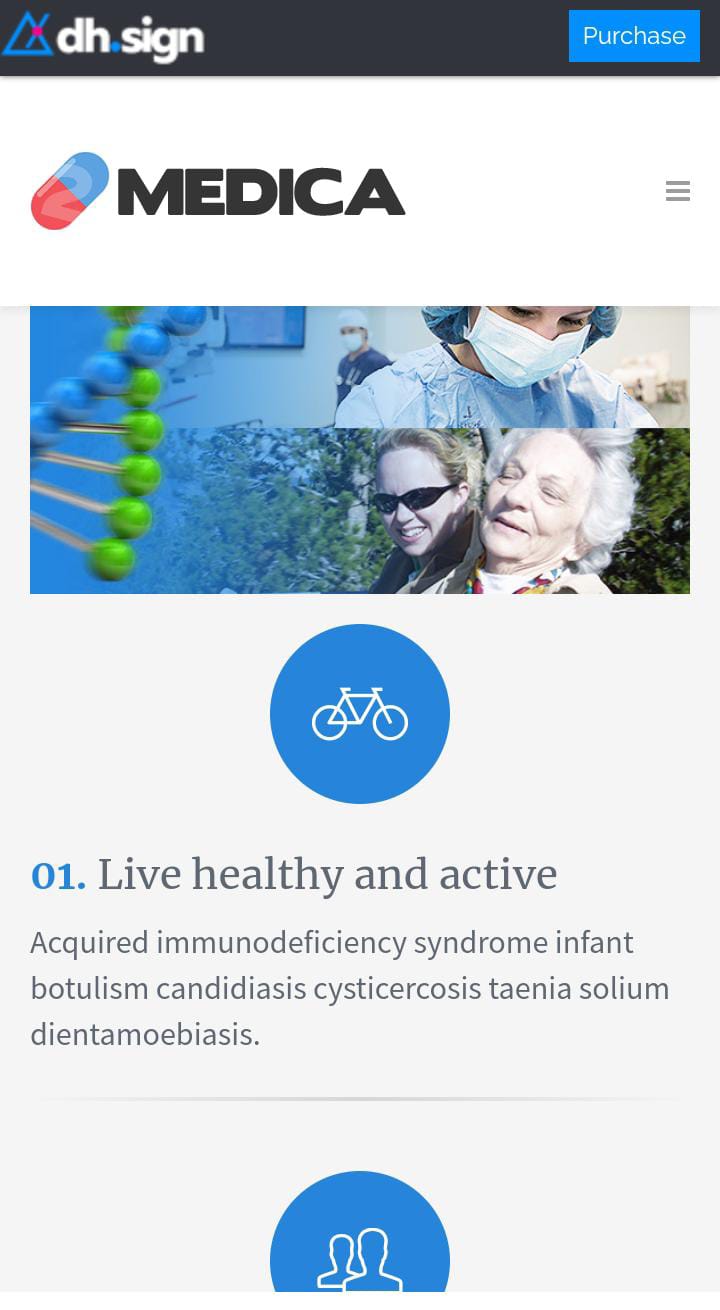 dh.sign
Purchase
2 MEDICA
01. Live healthy and active
Acquired immunodeficiency syndrome infant
botulism candidiasis cysticercosis taenia solium
dientamoebiasis.